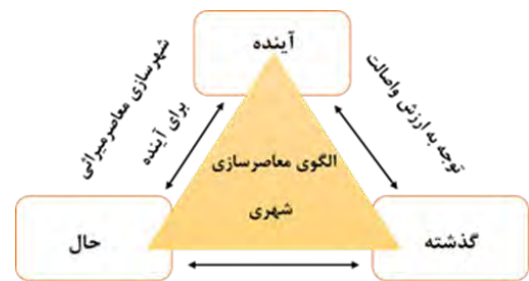 آینده
شهرسازی معاصرمیراثی
برای آینده
توجه به ارزش واصالت
الگوی معاصرسازی
شهری
گذشته
حال